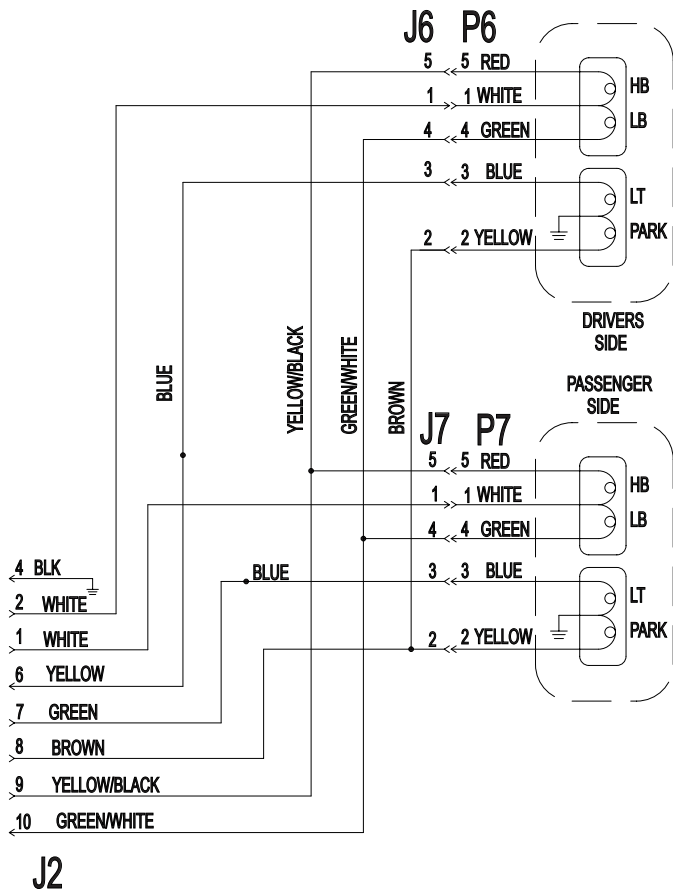 J6 P6
5 5 RED
HB
1 1 WHITE
LB
4 4 GREEN
3 3 BLUE
LT
2 2 YELLOW
PARK
DRIVERS
SIDE
BLUE
YELLOW/BLACK
GREEN/WHITE
BROWN
PASSENGER
SIDE
J7 P7
5 5 RED
HB
1 1 WHITE
LB
4 4 GREEN
BLUE
3 3 BLUE
LT
2 2 YELLOW
PARK
4 BLK
2 WHITE
1 WHITE
6 YELLOW
7 GREEN
8 BROWN
9 YELLOW/BLACK
10 GREEN/WHITE
J2